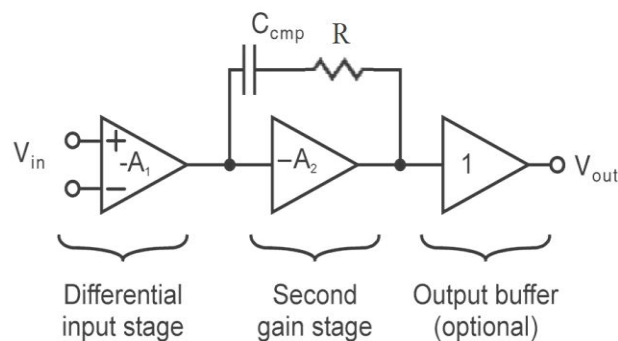 C_cmp R
V_in + − -A_1 −A_2 1 V_out
Differential input stage
Second gain stage
Output buffer (optional)